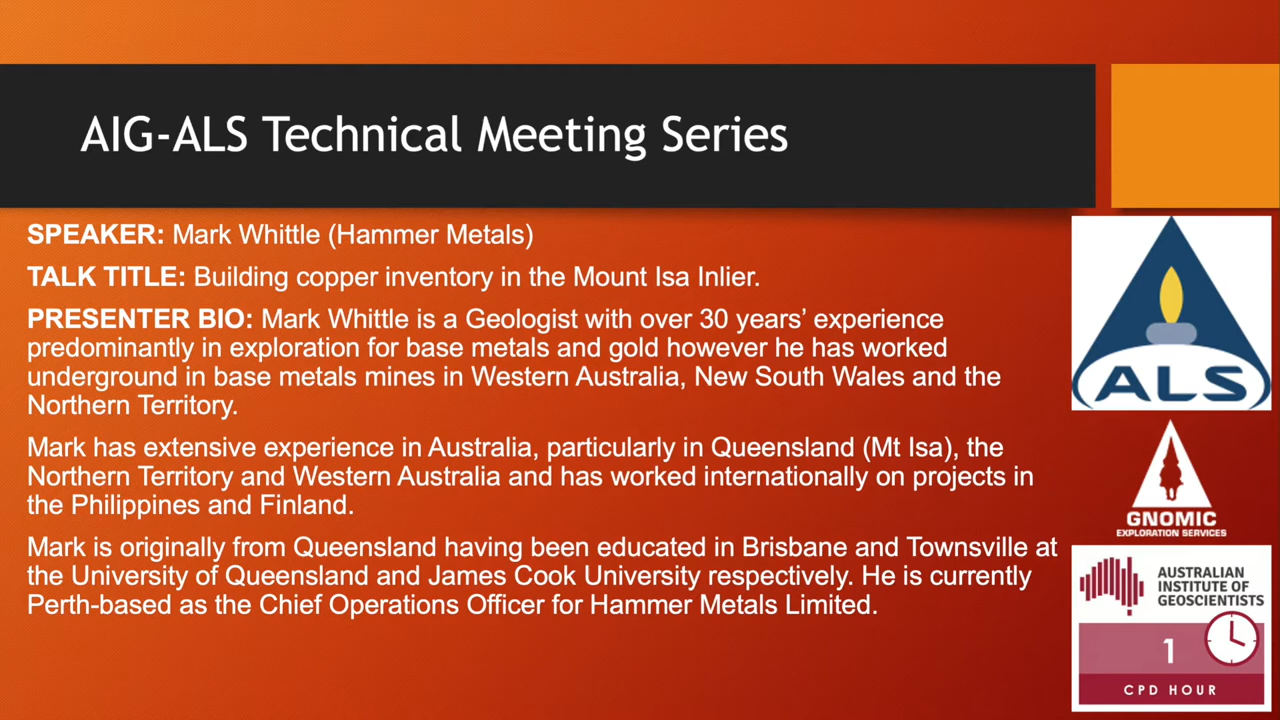 AIG-ALS Technical Meeting Series
SPEAKER: Mark Whittle (Hammer Metals)
TALK TITLE: Building copper inventory in the Mount Isa Inlier.
PRESENTER BIO: Mark Whittle is a Geologist with over 30 years’ experience
predominantly in exploration for base metals and gold however he has worked
underground in base metals mines in Western Australia, New South Wales and the
Northern Territory.
Mark has extensive experience in Australia, particularly in Queensland (Mt Isa), the
Northern Territory and Western Australia and has worked internationally on projects in
the Philippines and Finland.
Mark is originally from Queensland having been educated in Brisbane and Townsville at
the University of Queensland and James Cook University respectively. He is currently
Perth-based as the Chief Operations Officer for Hammer Metals Limited.
ALS
GNOMIC
EXPLORATION SERVICES
AUSTRALIAN
INSTITUTE OF
GEOSCIENTISTS
1
CPD HOUR